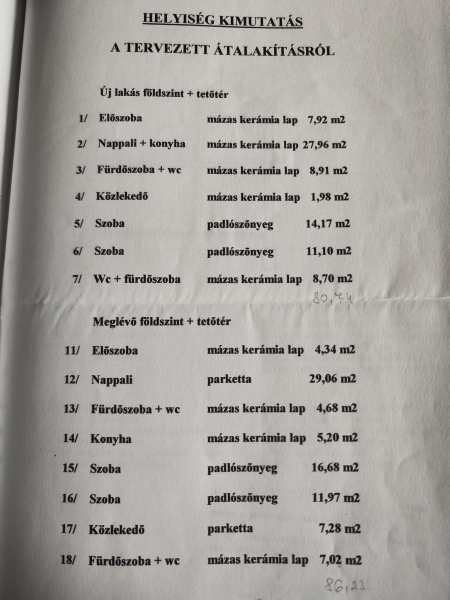 HELYISÉG KIMUTATÁS
A TERVEZETT ÁTALAKÍTÁSRÓL
Új lakás földszint + tetőtér
1/ Előszoba mázas kerámia lap 7,92 m2
2/ Nappali + konyha mázas kerámia lap 27,96 m2
3/ Fürdőszoba + wc mázas kerámia lap 8,91 m2
4/ Közlekedő mázas kerámia lap 1,98 m2
5/ Szoba padlószőnyeg 14,17 m2
6/ Szoba padlószőnyeg 11,10 m2
7/ Wc + fürdőszoba mázas kerámia lap 8,70 m2
80,74
Meglévő földszint + tetőtér
11/ Előszoba mázas kerámia lap 4,34 m2
12/ Nappali parketta 29,06 m2
13/ Fürdőszoba + wc mázas kerámia lap 4,68 m2
14/ Konyha mázas kerámia lap 5,20 m2
15/ Szoba padlószőnyeg 16,68 m2
16/ Szoba padlószőnyeg 11,97 m2
17/ Közlekedő parketta 7,28 m2
18/ Fürdőszoba + wc mázas kerámia lap 7,02 m2
86,23